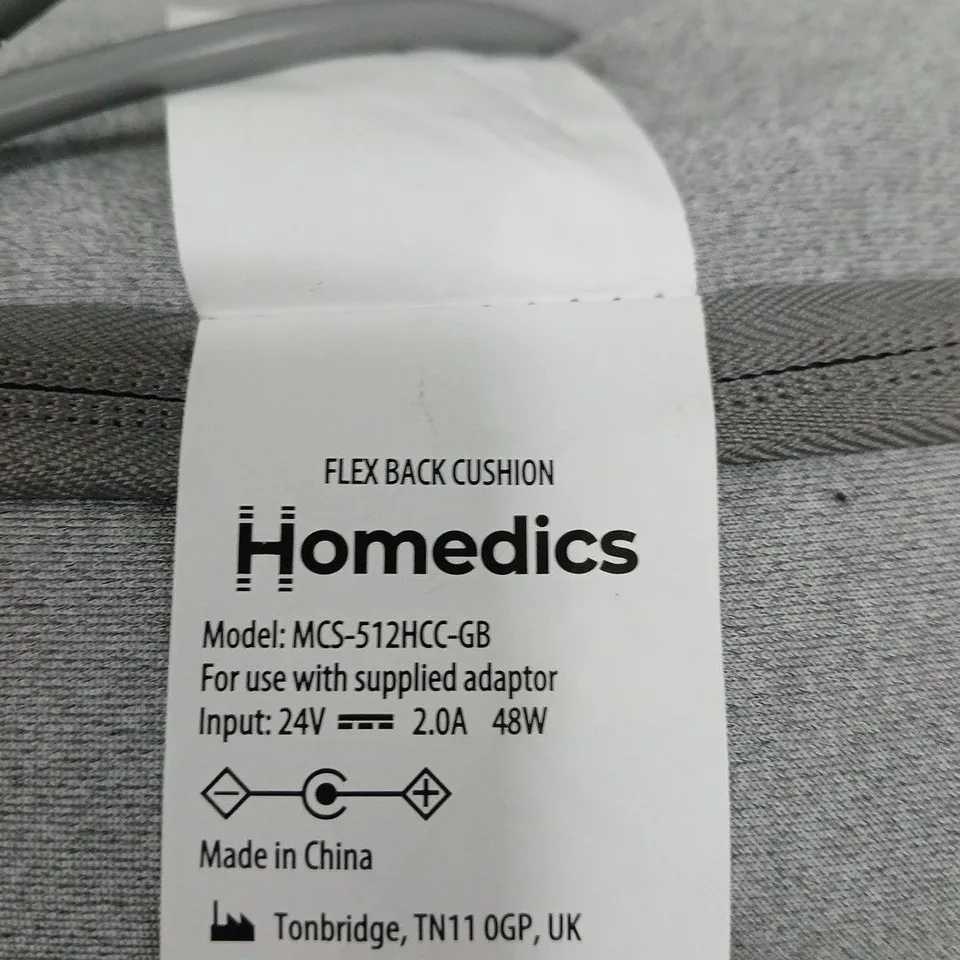 FLEX BACK CUSHION
Homedics
Model: MCS-512HCC-GB
For use with supplied adaptor
Input: 24V ⎓ 2.0A 48W
Made in China
Tonbridge, TN11 0GP, UK